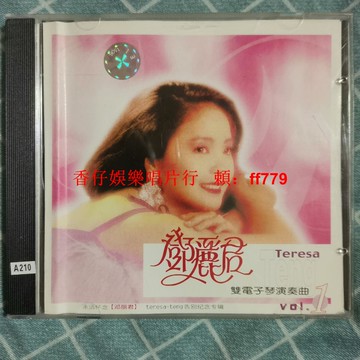 香仔娛樂唱片行 賴：ff779
鄧麗君
Teresa
雙電子琴演奏曲
vol.1
A210